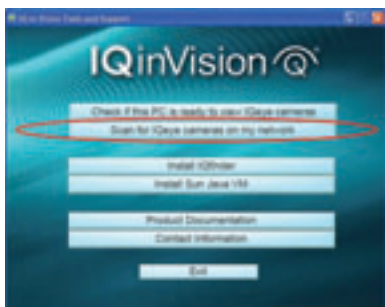 IQinVision
Check if this PC is ready to view IQeye cameras
Scan for IQeye cameras on my network
Install IQfinder
Install Sun Java VM
Product Documentation
Contact Information
Exit